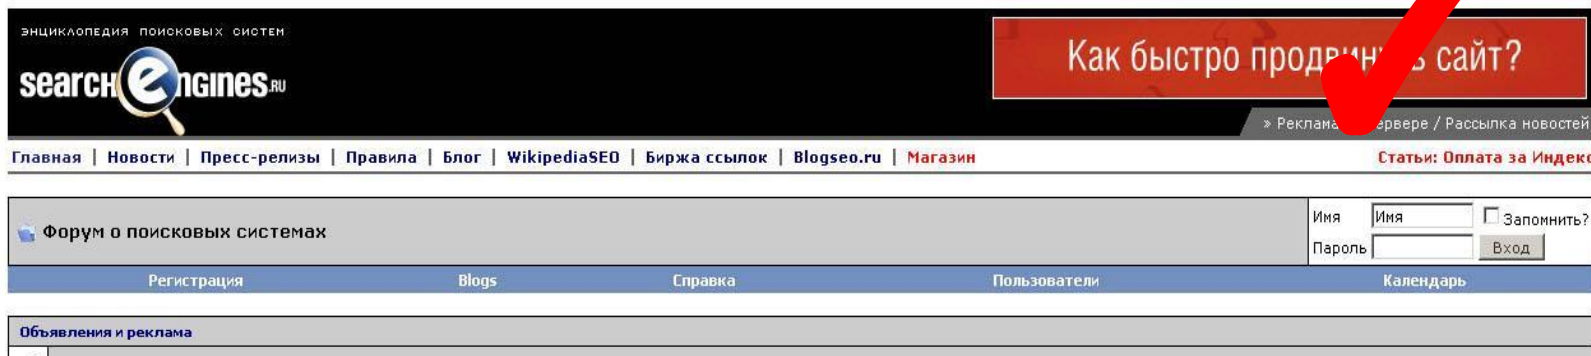 энциклопедия поисковых систем
searchengines.RU
Как быстро сайт?
» Реклама / Рассылка новостей
Главная | Новости | Пресс-релизы | Правила | Блог | WikipediaSEO | Биржа ссылок | Blogseo.ru | Магазин
Статьи: Оплата за Индекс
Форум о поисковых системах
Имя Имя Запомнить?
Пароль Вход
Регистрация Blogs Справка Пользователи Календарь
Объявления и реклама